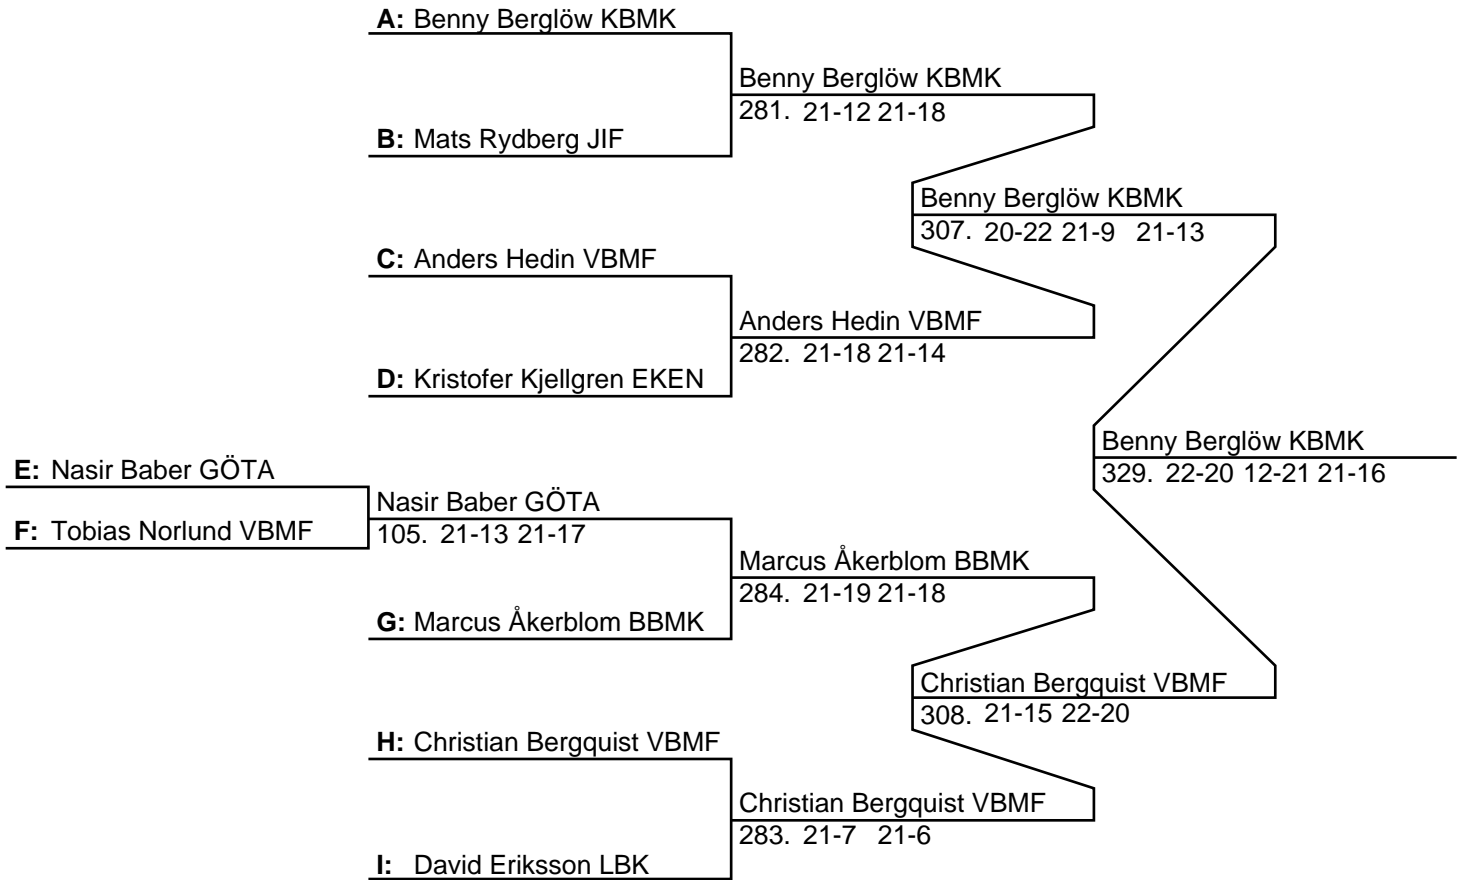 A: Benny Berglöw KBMK
Benny Berglöw KBMK
281. 21-12 21-18
B: Mats Rydberg JIF
Benny Berglöw KBMK
307. 20-22 21-9 21-13
C: Anders Hedin VBMF
Anders Hedin VBMF
282. 21-18 21-14
D: Kristofer Kjellgren EKEN
Benny Berglöw KBMK
329. 22-20 12-21 21-16
E: Nasir Baber GÖTA
Nasir Baber GÖTA
105. 21-13 21-17
F: Tobias Norlund VBMF
Marcus Åkerblom BBMK
284. 21-19 21-18
G: Marcus Åkerblom BBMK
Christian Bergquist VBMF
308. 21-15 22-20
H: Christian Bergquist VBMF
Christian Bergquist VBMF
283. 21-7 21-6
I: David Eriksson LBK